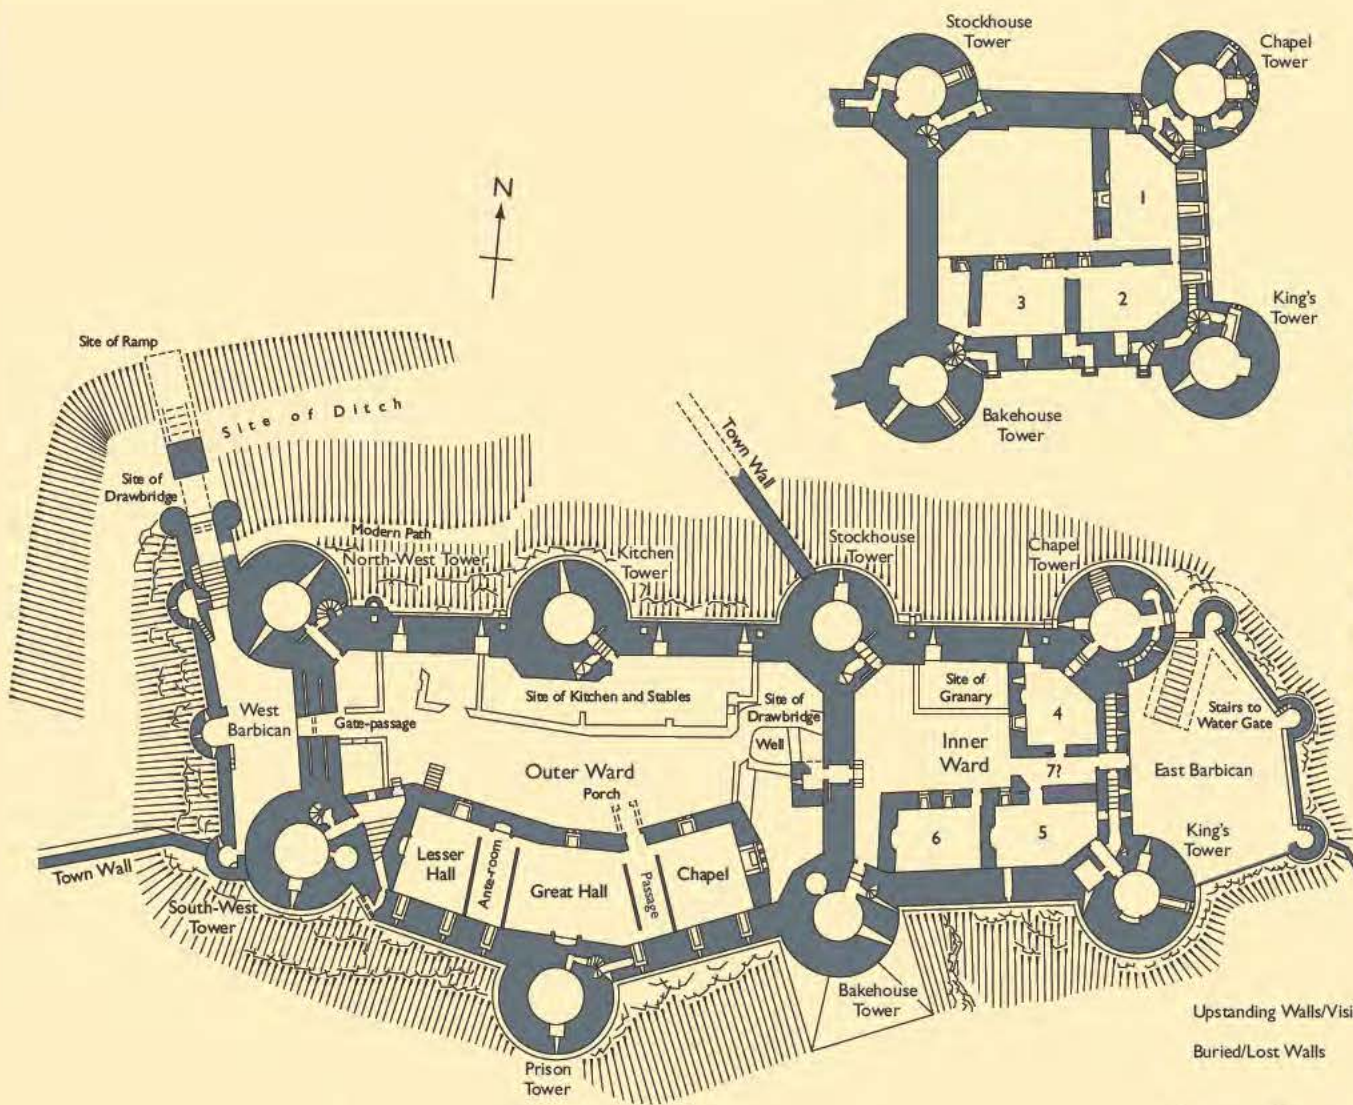 Stockhouse
Tower
Chapel
Tower
N
1
3
2
King's
Tower
Bakehouse
Tower
Site of Ramp
Site of Ditch
Site of
Drawbridge
Town Wall
Modern Path
North-West Tower
Kitchen
Tower
17
Stockhouse
Tower
Chapel
Tower
West
Barbican
Gate-passage
Site of Kitchen and Stables
Site of
Drawbridge
Well
Site of
Granary
4
Stairs to
Water Gate
Outer Ward
Porch
Inner
Ward
7?
East Barbican
Lesser
Hall
Ante-room
Great Hall
Passage
Chapel
6
5
King's
Tower
Town Wall
South-West
Tower
Bakehouse
Tower
Prison
Tower
Upstanding Walls/Visi
Buried/Lost Walls